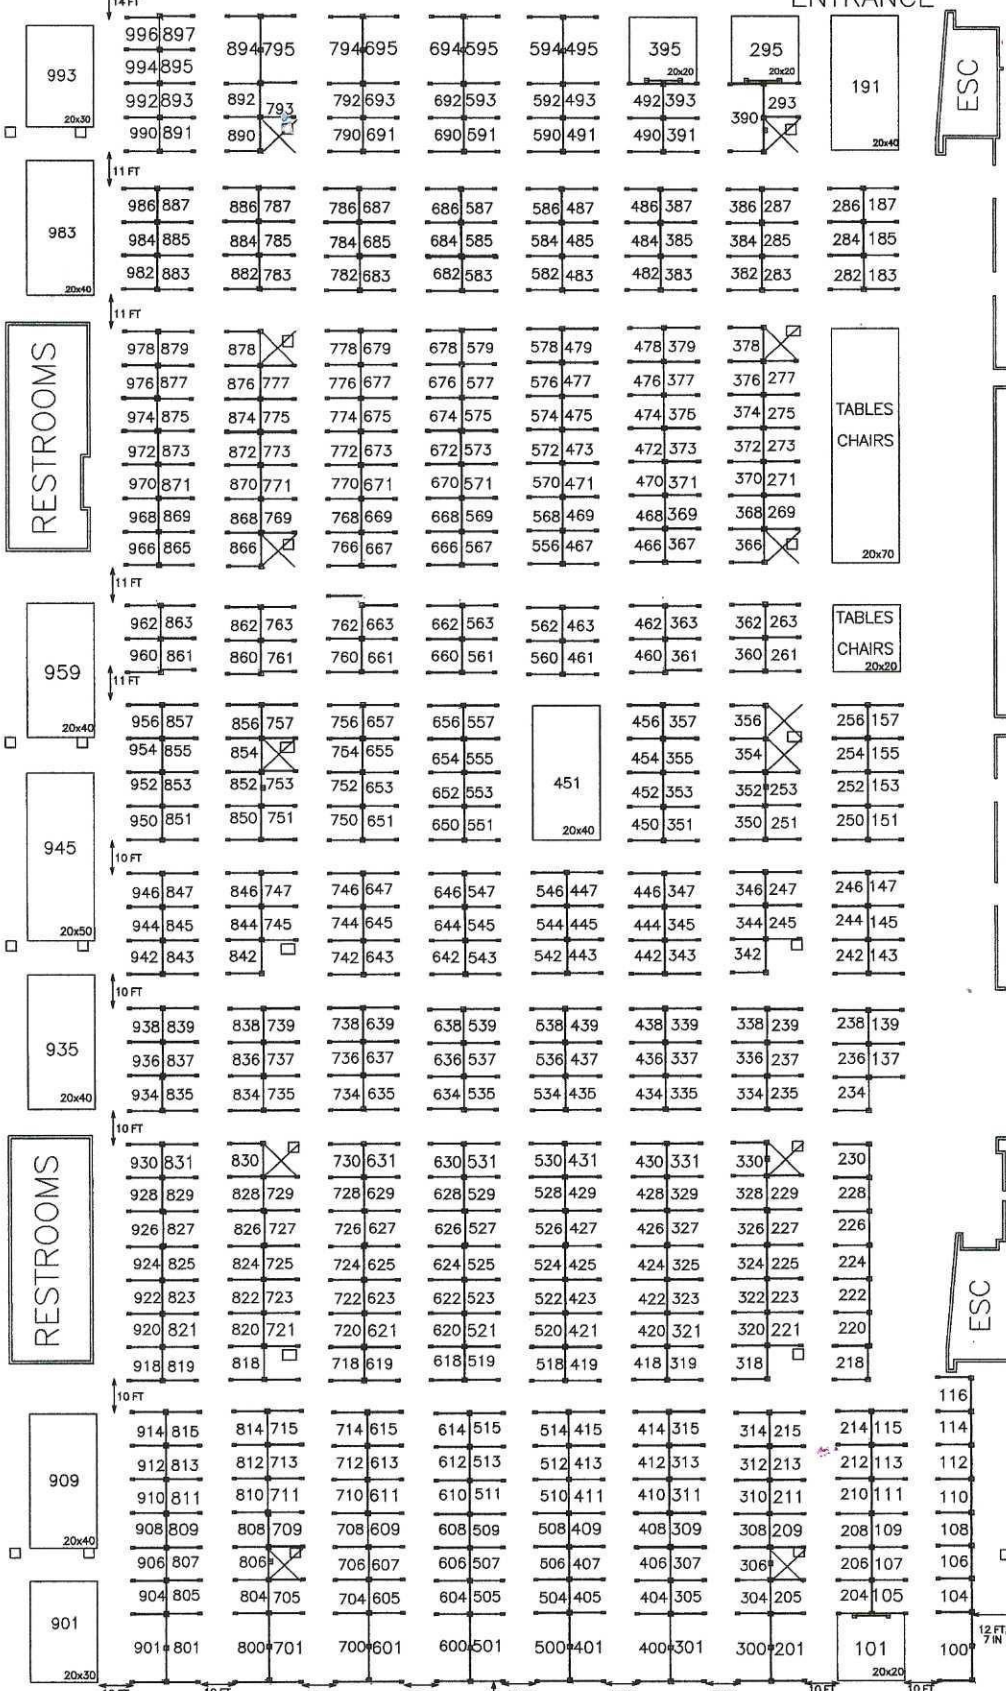 14 FT
ENTRANCE
993 20x30
996 897 894 795 794 695 694 595 594 495 395 20x20 295 20x20 191 20x40 ESC
994 895
992 893 892 793 792 693 692 593 592 493 492 393 390 293
990 891 890 790 691 690 591 590 491 490 391
11 FT
983 20x40
986 887 886 787 786 687 686 587 586 487 486 387 386 287 286 187
984 885 884 785 784 685 684 585 584 485 484 385 384 285 284 185
982 883 882 783 782 683 682 583 582 483 482 383 382 283 282 183
11 FT
RESTROOMS
978 879 878 778 679 678 579 578 479 478 379 378
976 877 876 777 776 677 676 577 576 477 476 377 376 277
974 875 874 775 774 675 674 575 574 475 474 375 374 275 TABLES
972 873 872 773 772 673 672 573 572 473 472 373 372 273 CHAIRS
970 871 870 771 770 671 670 571 570 471 470 371 370 271
968 869 868 769 768 669 668 569 568 469 468 369 368 269
966 865 866 766 667 666 567 556 467 466 367 366 20x70
11 FT
962 863 862 763 762 663 662 563 562 463 462 363 362 263 TABLES
960 861 860 761 760 661 660 561 560 461 460 361 360 261 CHAIRS 20x20
959 20x40
11 FT
956 857 856 757 756 657 656 557 456 357 356 256 157
954 855 854 754 655 654 555 454 355 354 254 155
952 853 852 753 752 653 652 553 451 452 353 352 253 252 153
950 851 850 751 750 651 650 551 20x40 450 351 350 251 250 151
945 20x50
10 FT
946 847 846 747 746 647 646 547 546 447 446 347 346 247 246 147
944 845 844 745 744 645 644 545 544 445 444 345 344 245 244 145
942 843 842 742 643 642 543 542 443 442 343 342 242 143
10 FT
935 20x40
938 839 838 739 738 639 638 539 538 439 438 339 338 239 238 139
936 837 836 737 736 637 636 537 536 437 436 337 336 237 236 137
934 835 834 735 734 635 634 535 534 435 434 335 334 235 234
10 FT
RESTROOMS
930 831 830 730 631 630 531 530 431 430 331 330 230
928 829 828 729 728 629 628 529 528 429 428 329 328 229 228
926 827 826 727 726 627 626 527 526 427 426 327 326 227 226
924 825 824 725 724 625 624 525 524 425 424 325 324 225 224
922 823 822 723 722 623 622 523 522 423 422 323 322 223 222 ESC
920 821 820 721 720 621 620 521 520 421 420 321 320 221 220
918 819 818 718 619 618 519 518 419 418 319 318 218
10 FT
116
914 815 814 715 714 615 614 515 514 415 414 315 314 215 214 115 114
912 813 812 713 712 613 612 513 512 413 412 313 312 213 212 113 112
909 20x40
910 811 810 711 710 611 610 511 510 411 410 311 310 211 210 111 110
908 809 808 709 708 609 608 509 508 409 408 309 308 209 208 109 108
906 807 806 706 607 606 507 506 407 406 307 306 206 107 106
904 805 804 705 704 605 604 505 504 405 404 305 304 205 204 105 104
901 20x30
901 801 800 701 700 601 600 501 500 401 400 301 300 201 101 20x20 100
12 FT
7 IN
10 FT 10 FT 10 FT 10 FT